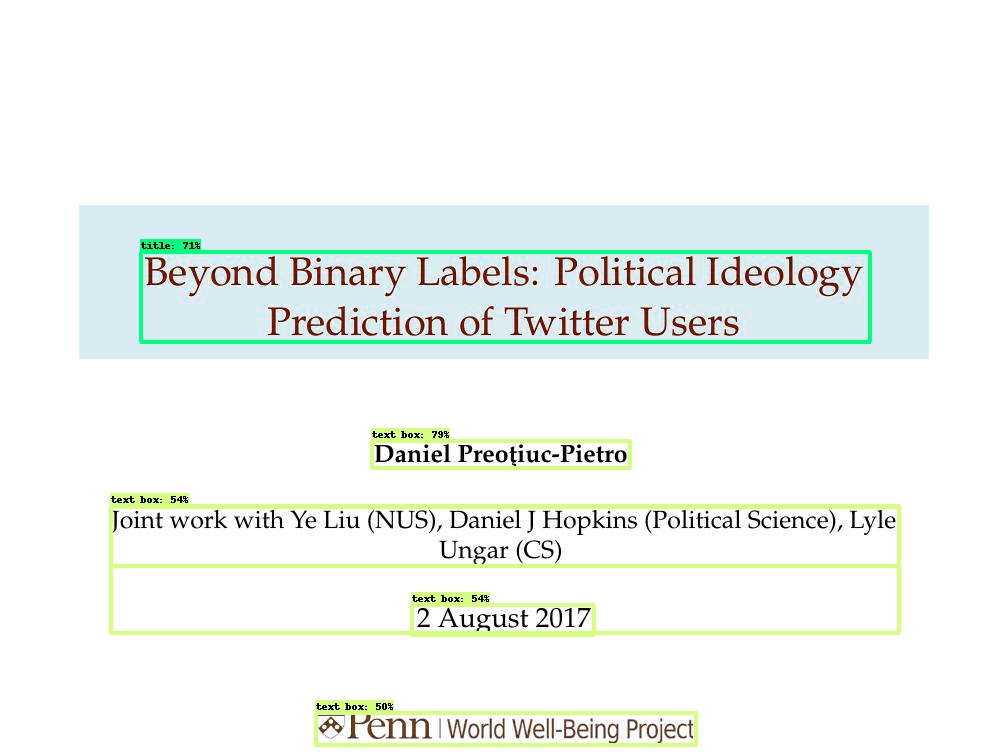 title: 71%
Beyond Binary Labels: Political Ideology
Prediction of Twitter Users
text box: 79%
Daniel Preoţiuc-Pietro
text box: 54%
Joint work with Ye Liu (NUS), Daniel J Hopkins (Political Science), Lyle
Ungar (CS)
text box: 54%
2 August 2017
text box: 50%
Penn | World Well-Being Project